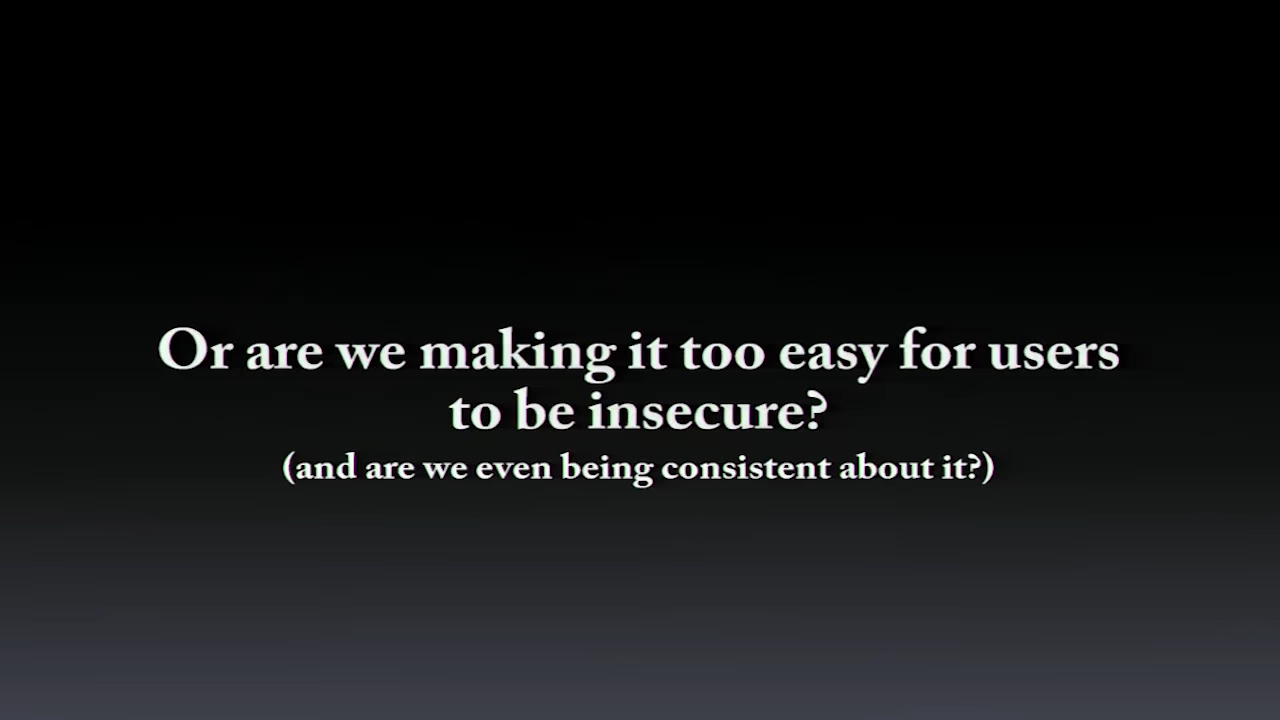 Or are we making it too easy for users
to be insecure?
(and are we even being consistent about it?)